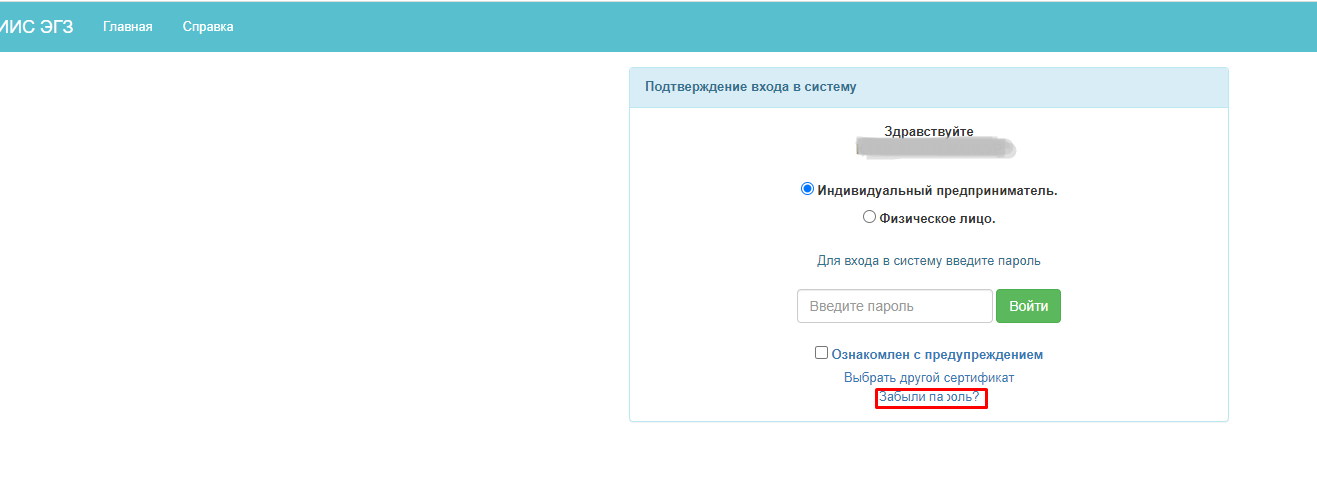 ИИС ЭГЗ Главная Справка
Подтверждение входа в систему
Здравствуйте
Индивидуальный предприниматель.
Физическое лицо.
Для входа в систему введите пароль
Введите пароль Войти
Ознакомлен с предупреждением
Выбрать другой сертификат
Забыли пароль?